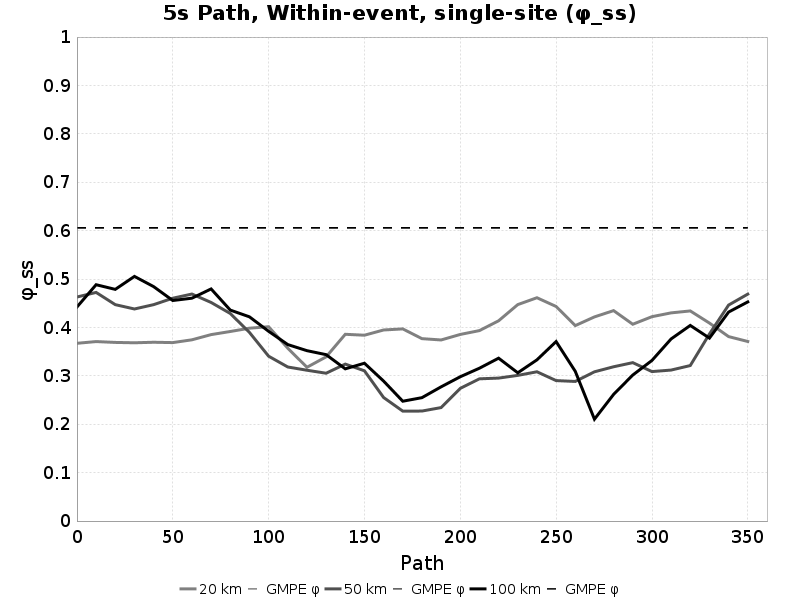 5s Path, Within-event, single-site (φ_ss)
1
0.9
0.8
0.7
0.6
0.5
0.4
0.3
0.2
0.1
0
φ_ss
0 50 100 150 200 250 300 350
Path
20 km GMPE φ 50 km GMPE φ 100 km GMPE φ